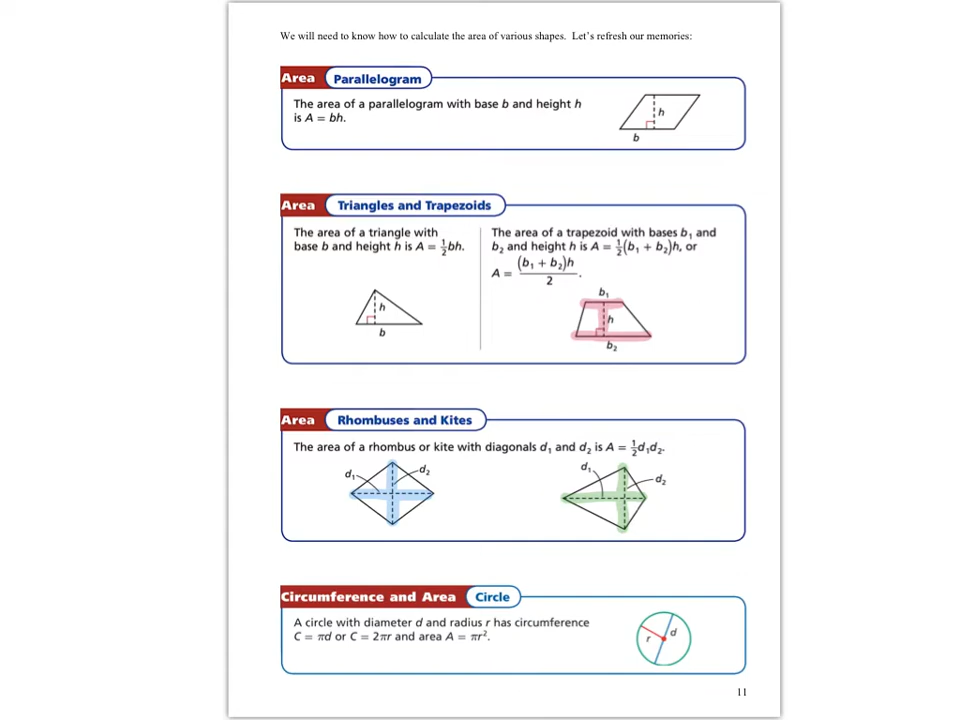 We will need to know how to calculate the area of various shapes.  Let's refresh our memories:
Area Parallelogram
The area of a parallelogram with base b and height h
is A = bh.
h
b
Area Triangles and Trapezoids
The area of a triangle with
base b and height h is A = 1/2 bh.
h
b
The area of a trapezoid with bases b₁ and
b₂ and height h is A = 1/2 (b₁ + b₂)h, or
A = (b₁ + b₂)h / 2.
b₁
h
b₂
Area Rhombuses and Kites
The area of a rhombus or kite with diagonals d₁ and d₂ is A = 1/2 d₁d₂.
d₁ d₂
d₁ d₂
Circumference and Area Circle
A circle with diameter d and radius r has circumference
C = πd or C = 2πr and area A = πr².
r d
11